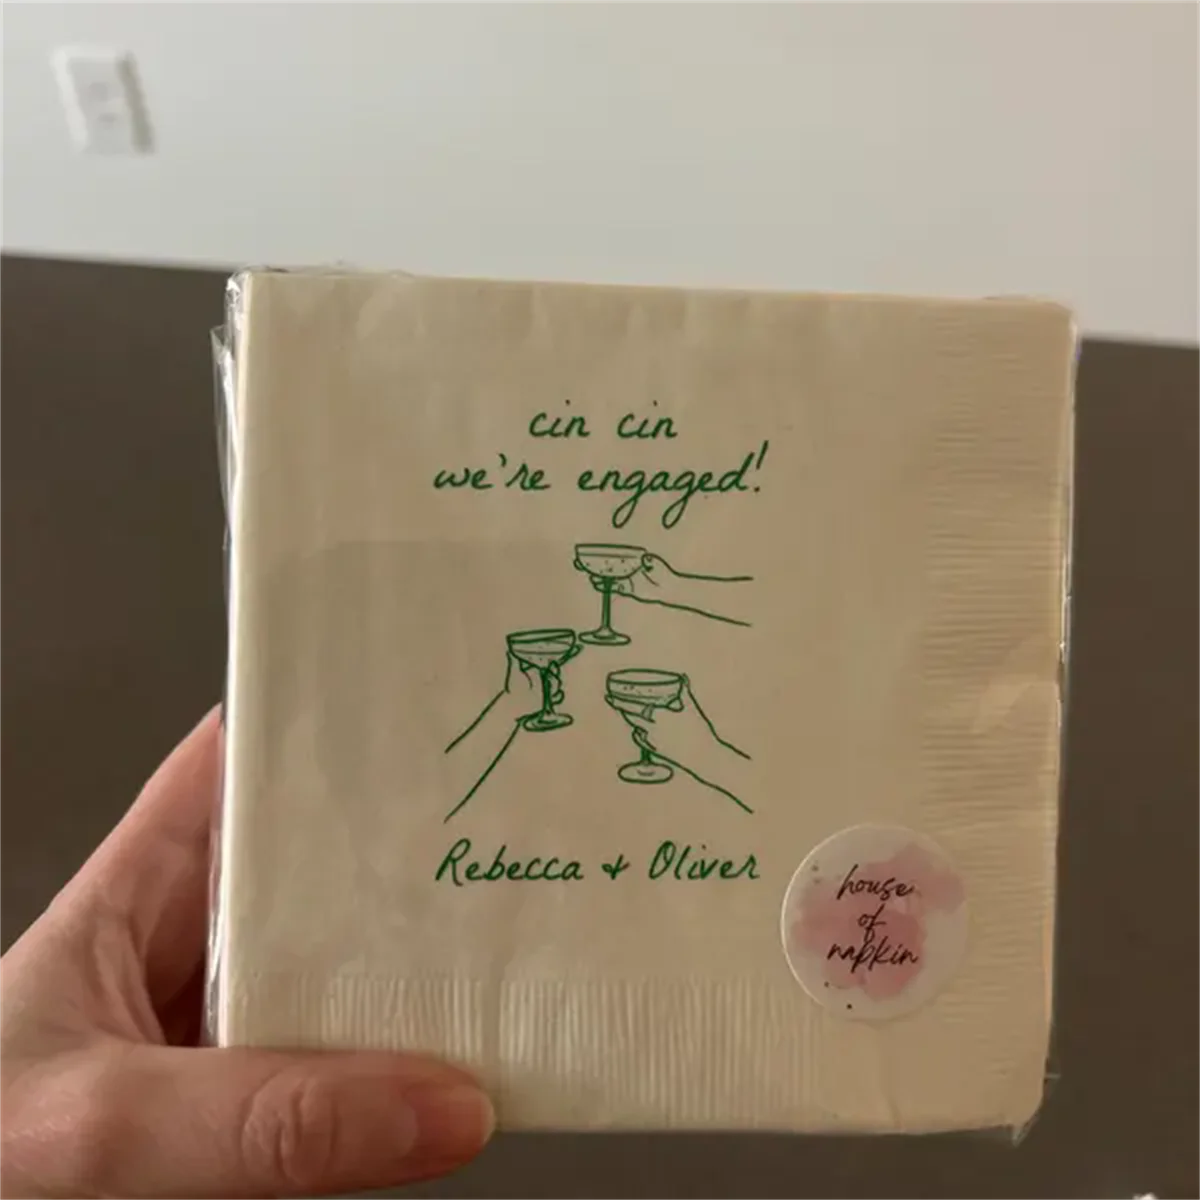 cin cin
we're engaged!
Rebecca + Oliver
house
of
napkin